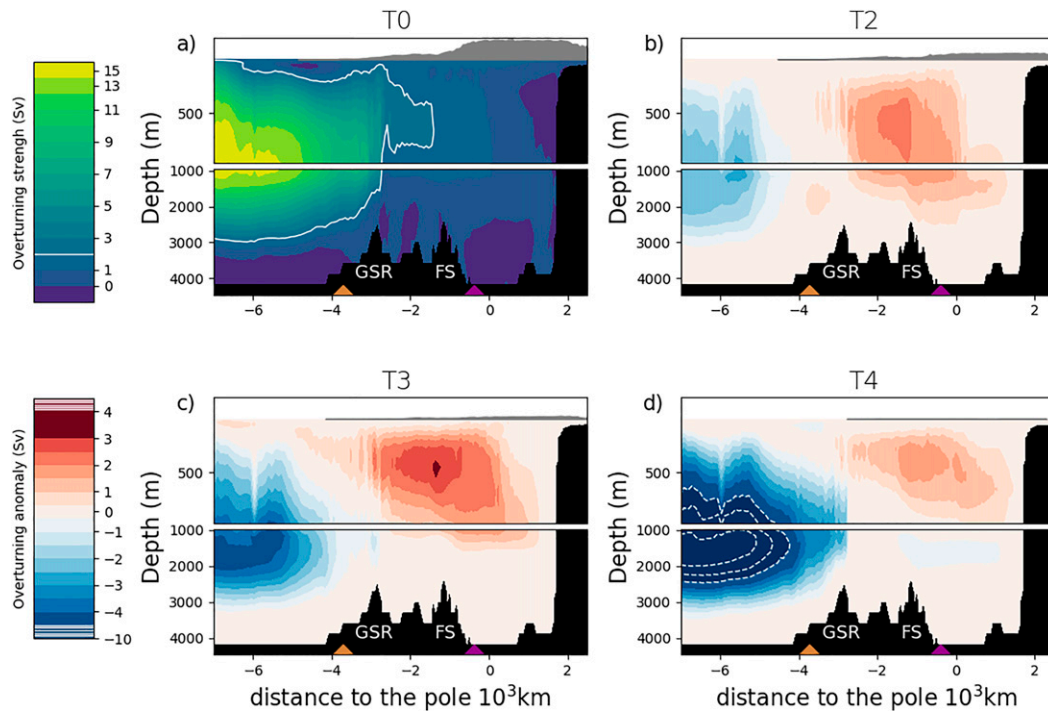 T0
T2
a)
b)
15
13
11
9
7
5
3
1
0
Overturning strengh (Sv)
Depth (m)
500
1000
2000
3000
4000
GSR
FS
−6
−4
−2
0
2
Depth (m)
500
1000
2000
3000
4000
GSR
FS
−6
−4
−2
0
2
T3
T4
c)
d)
4
3
2
1
0
−1
−2
−3
−4
−10
Overturning anomaly (Sv)
Depth (m)
500
1000
2000
3000
4000
GSR
FS
−6
−4
−2
0
2
distance to the pole 10³km
Depth (m)
500
1000
2000
3000
4000
GSR
FS
−6
−4
−2
0
2
distance to the pole 10³km